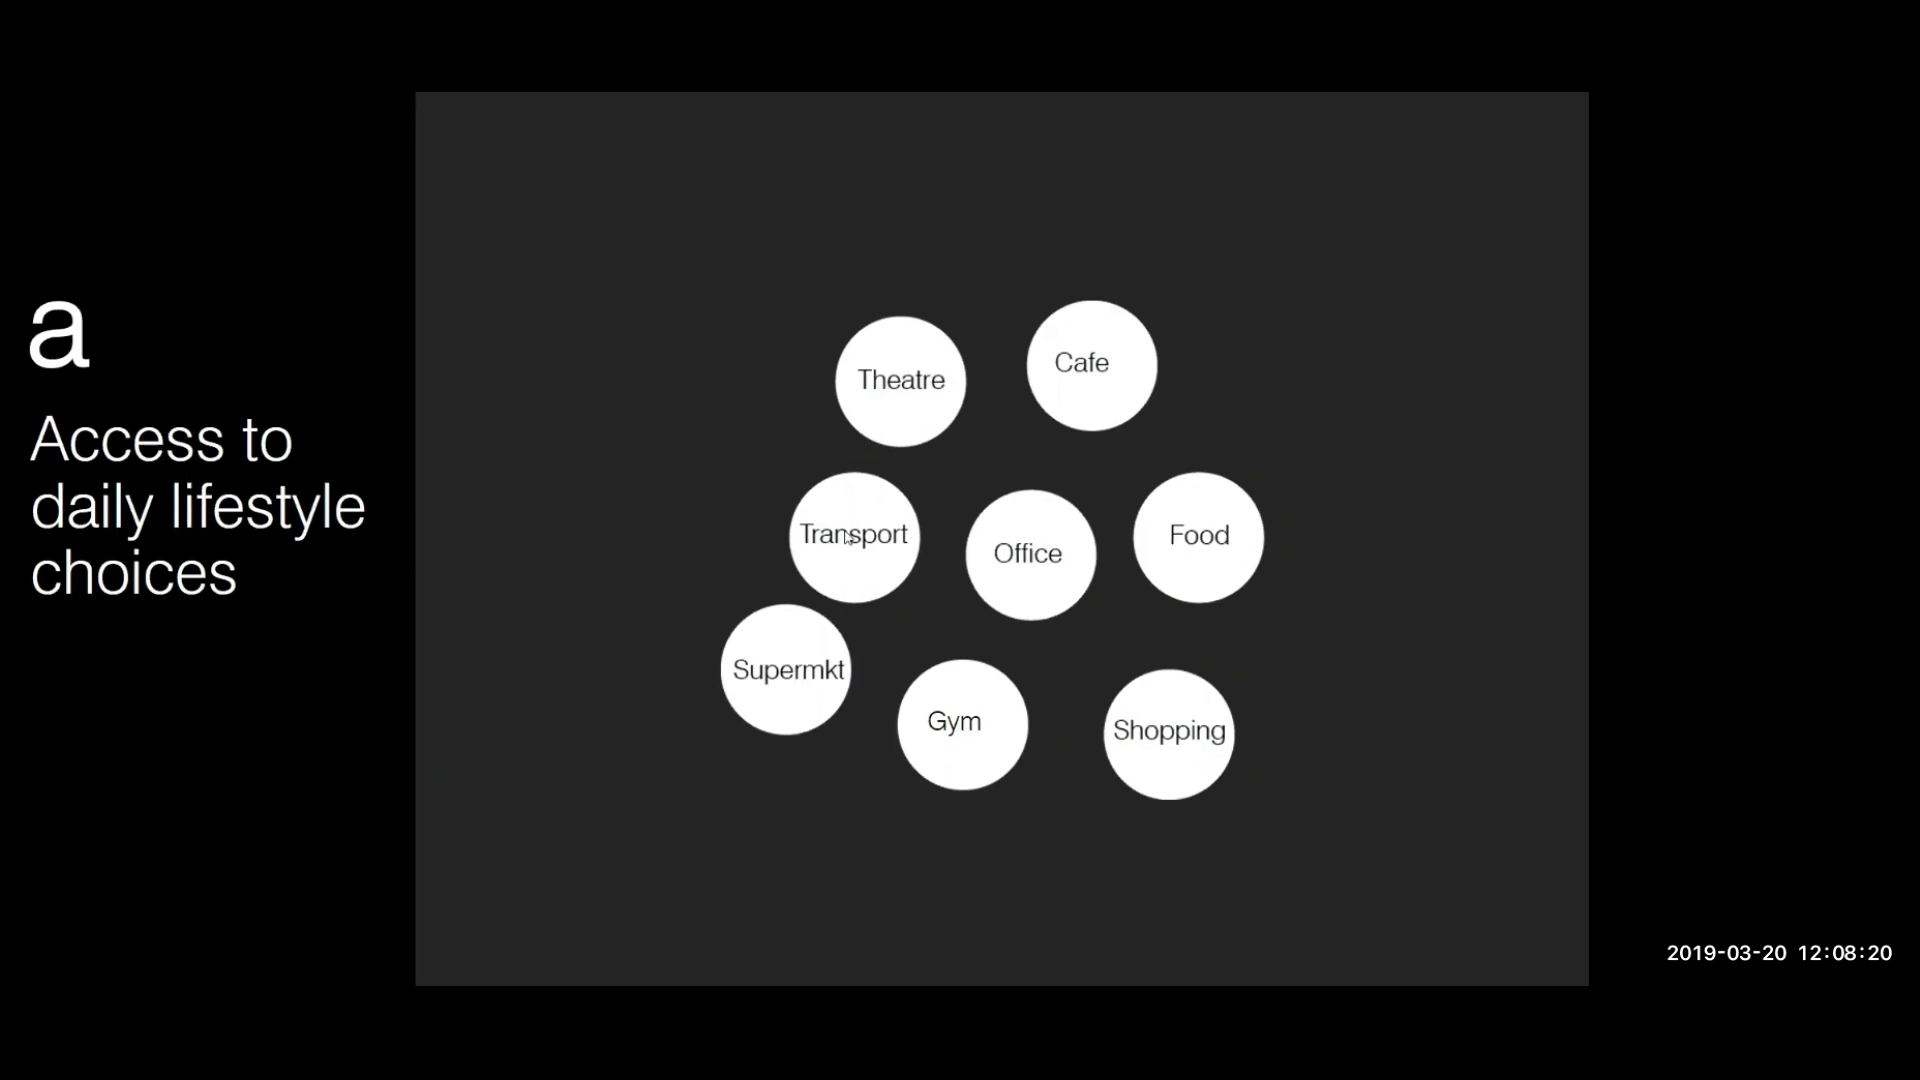 a
Access to
daily lifestyle
choices
Theatre
Cafe
Transport
Office
Food
Supermkt
Gym
Shopping
2019-03-20 12:08:20